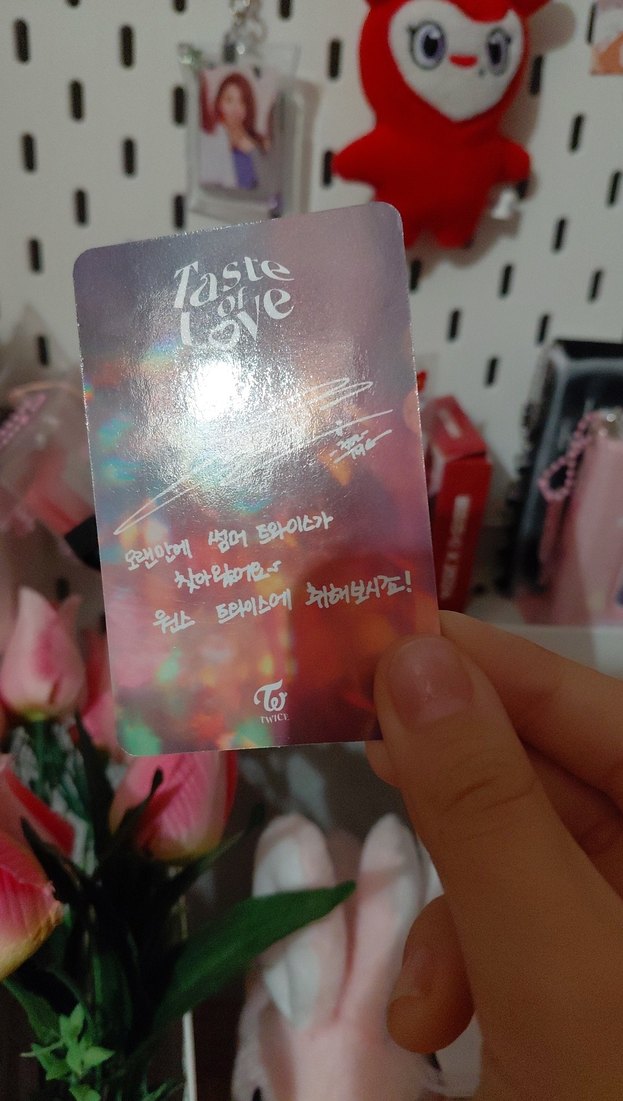 Taste
of
Love
오랜만에 썸머 트와이스가
찾아왔어요~
원스 트와이스에 취해보시죠!
TWICE